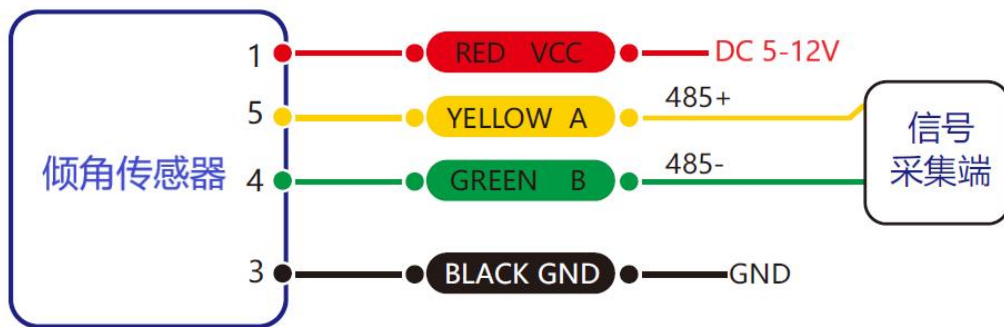 1 RED VCC DC 5-12V
5 YELLOW A 485+
倾角传感器
4 GREEN B 485-
信号
采集端
3 BLACK GND GND